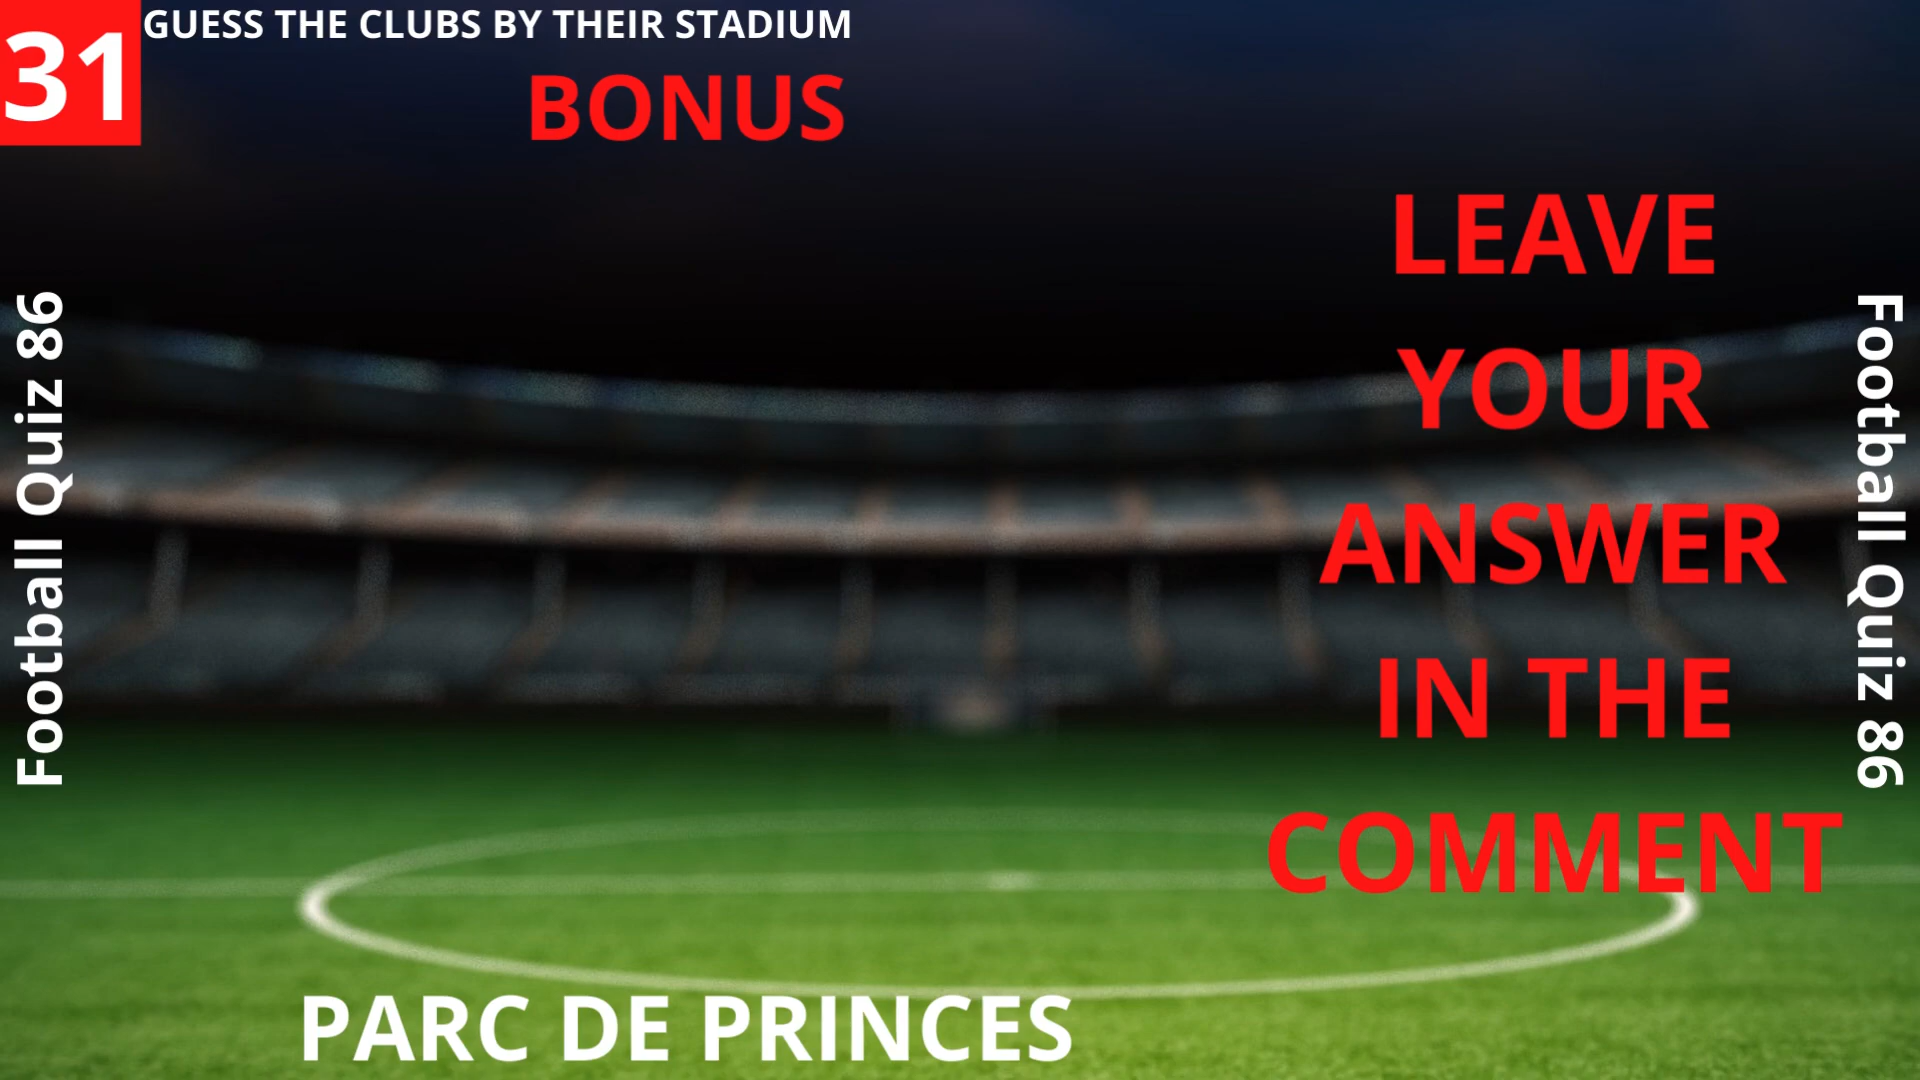 31
GUESS THE CLUBS BY THEIR STADIUM
BONUS
LEAVE
YOUR
ANSWER
IN THE
COMMENT
Football Quiz 86
Football Quiz 86
PARC DE PRINCES